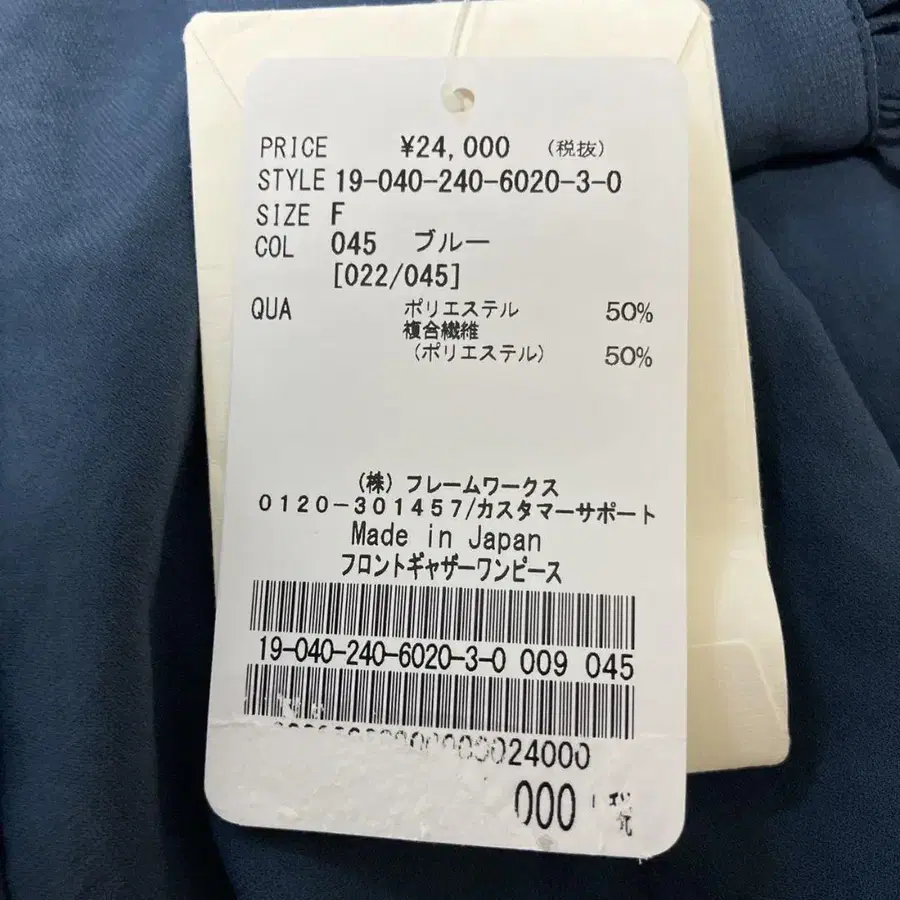 PRICE ¥24,000 (税抜)
STYLE 19-040-240-6020-3-0
SIZE F
COL 045 ブルー
[022/045]
QUA ポリエステル 50%
複合繊維
(ポリエステル) 50%
(株) フレームワークス
0120-301457/カスタマーサポート
Made in Japan
フロントギャザーワンピース
19-040-240-6020-3-0 009 045
24000
000